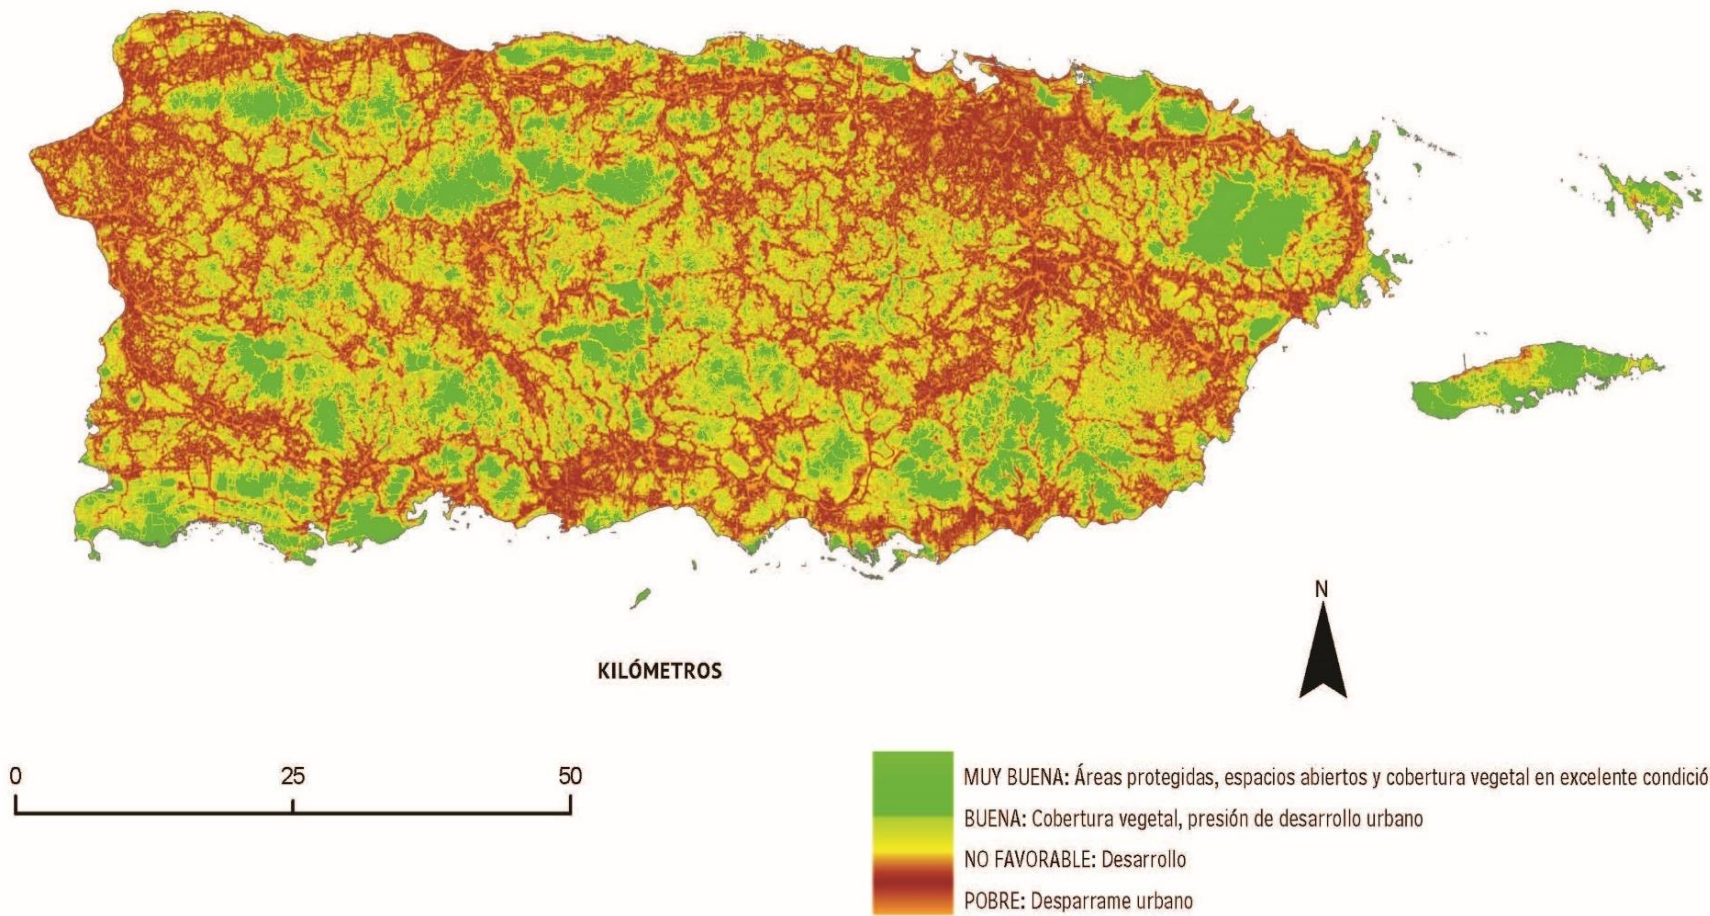 N
KILÓMETROS
0 25 50
MUY BUENA: Áreas protegidas, espacios abiertos y cobertura vegetal en excelente condició
BUENA: Cobertura vegetal, presión de desarrollo urbano
NO FAVORABLE: Desarrollo
POBRE: Desparrame urbano